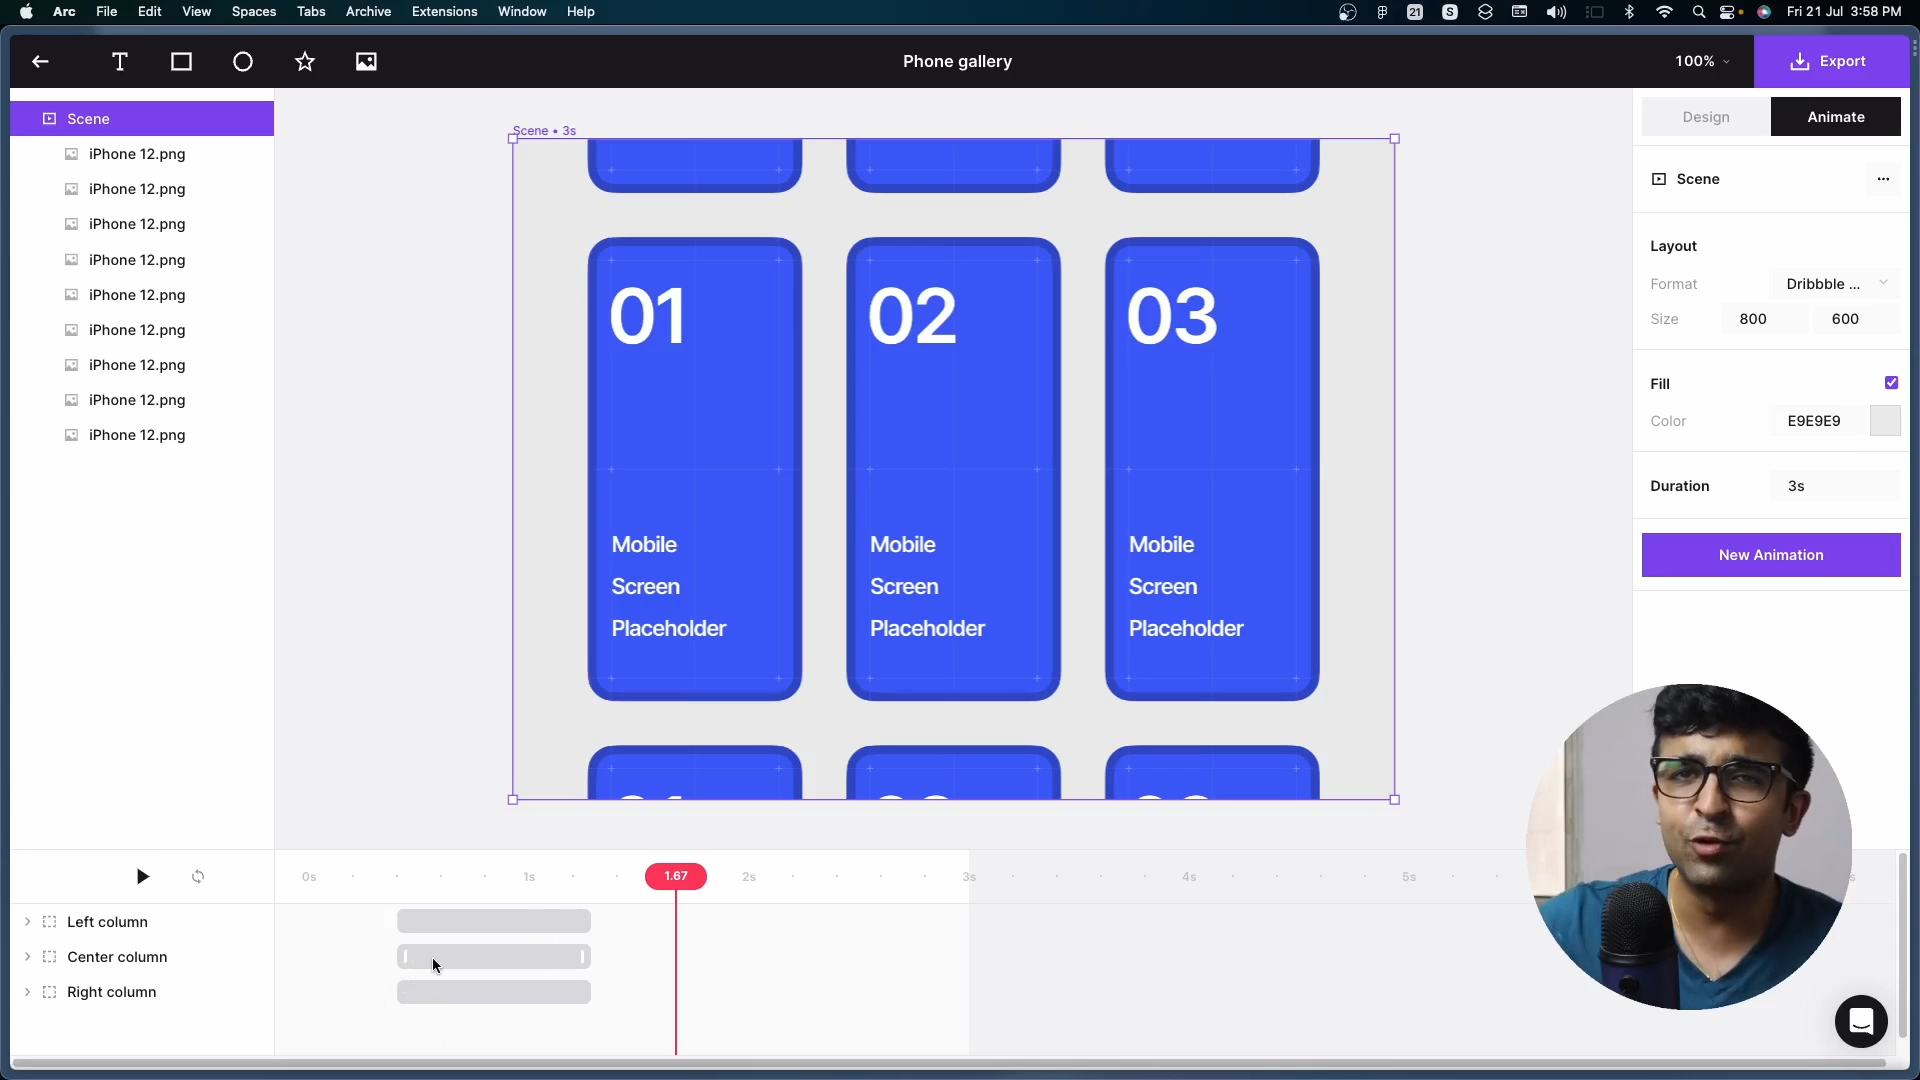 Arc File Edit View Spaces Tabs Archive Extensions Window Help 21 S Fri 21 Jul 3:58 PM
T Phone gallery 100% Export
Scene
iPhone 12.png
iPhone 12.png
iPhone 12.png
iPhone 12.png
iPhone 12.png
iPhone 12.png
iPhone 12.png
iPhone 12.png
iPhone 12.png
Scene • 3s
01
Mobile
Screen
Placeholder
02
Mobile
Screen
Placeholder
03
Mobile
Screen
Placeholder
Design Animate
Scene
Layout
Format Dribbble ...
Size 800 600
Fill
Color E9E9E9
Duration 3s
New Animation
0s 1s 1.67 2s 3s 4s 5s
Left column
Center column
Right column